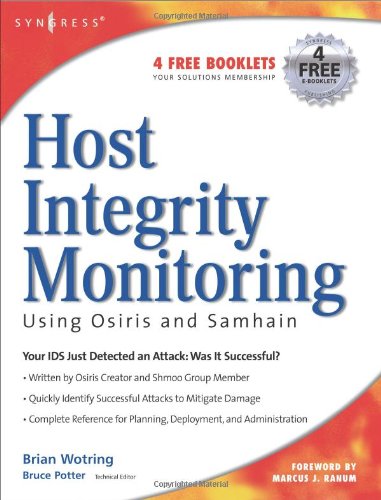 SYNGRESS®
4 FREE BOOKLETS
YOUR SOLUTIONS MEMBERSHIP
4
FREE
E-BOOKLETS
Host
Integrity
Monitoring
Using Osiris and Samhain
Your IDS Just Detected an Attack: Was It Successful?
• Written by Osiris Creator and Shmoo Group Member
• Quickly Identify Successful Attacks to Mitigate Damage
• Complete Reference for Planning, Deployment, and Administration
Brian Wotring
Bruce Potter Technical Editor
FOREWORD BY
MARCUS J. RANUM